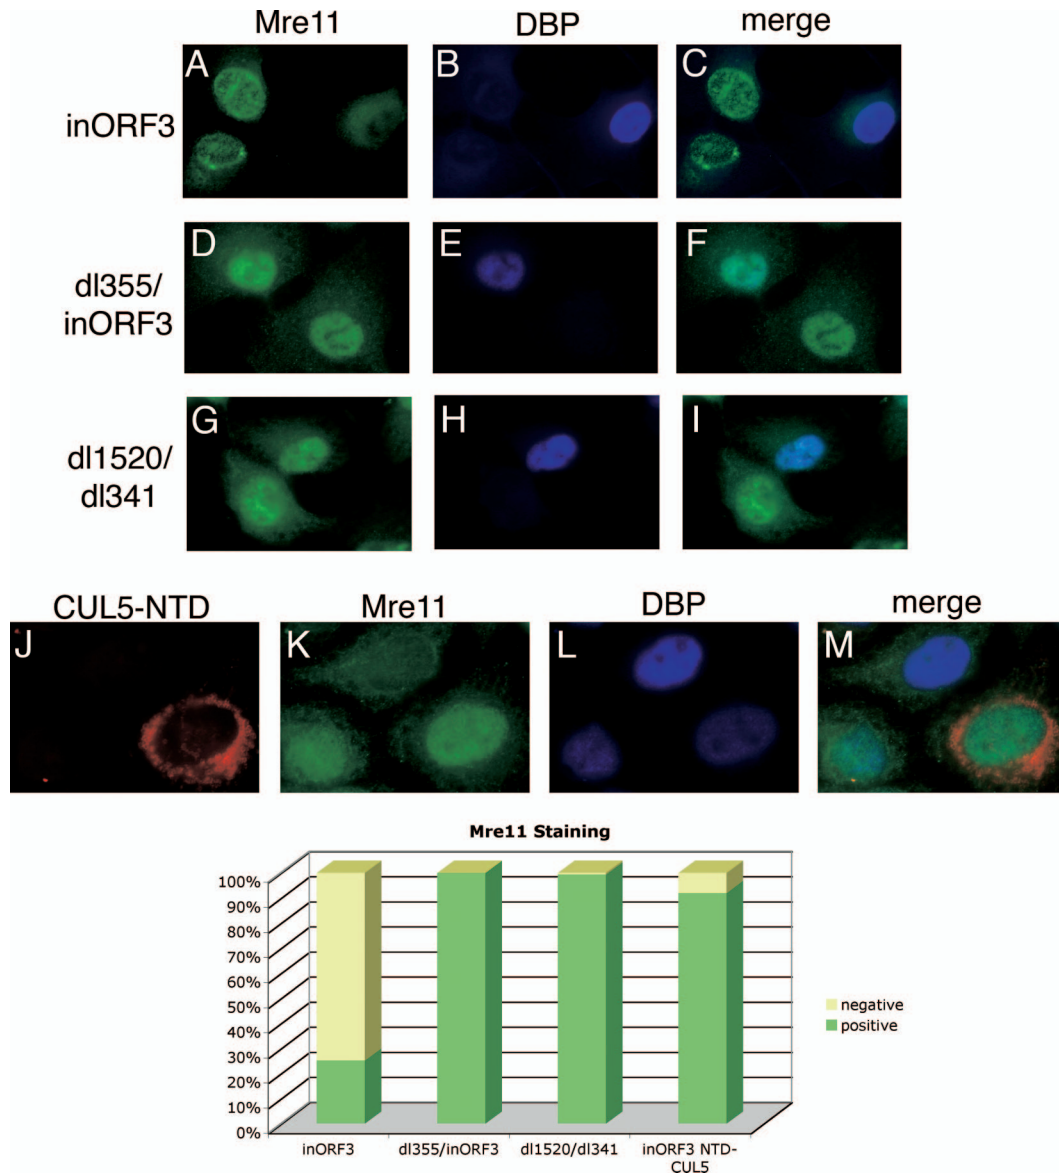 Mre11 DBP merge
inORF3
A B C
dl355/
inORF3
D E F
dl1520/
dl341
G H I
CUL5-NTD Mre11 DBP merge
J K L M
Mre11 Staining
100%
90%
80%
70%
60%
50%
40%
30%
20%
10%
0%
negative
positive
inORF3 dl355/inORF3 dl1520/dl341 inORF3 NTD-
CUL5